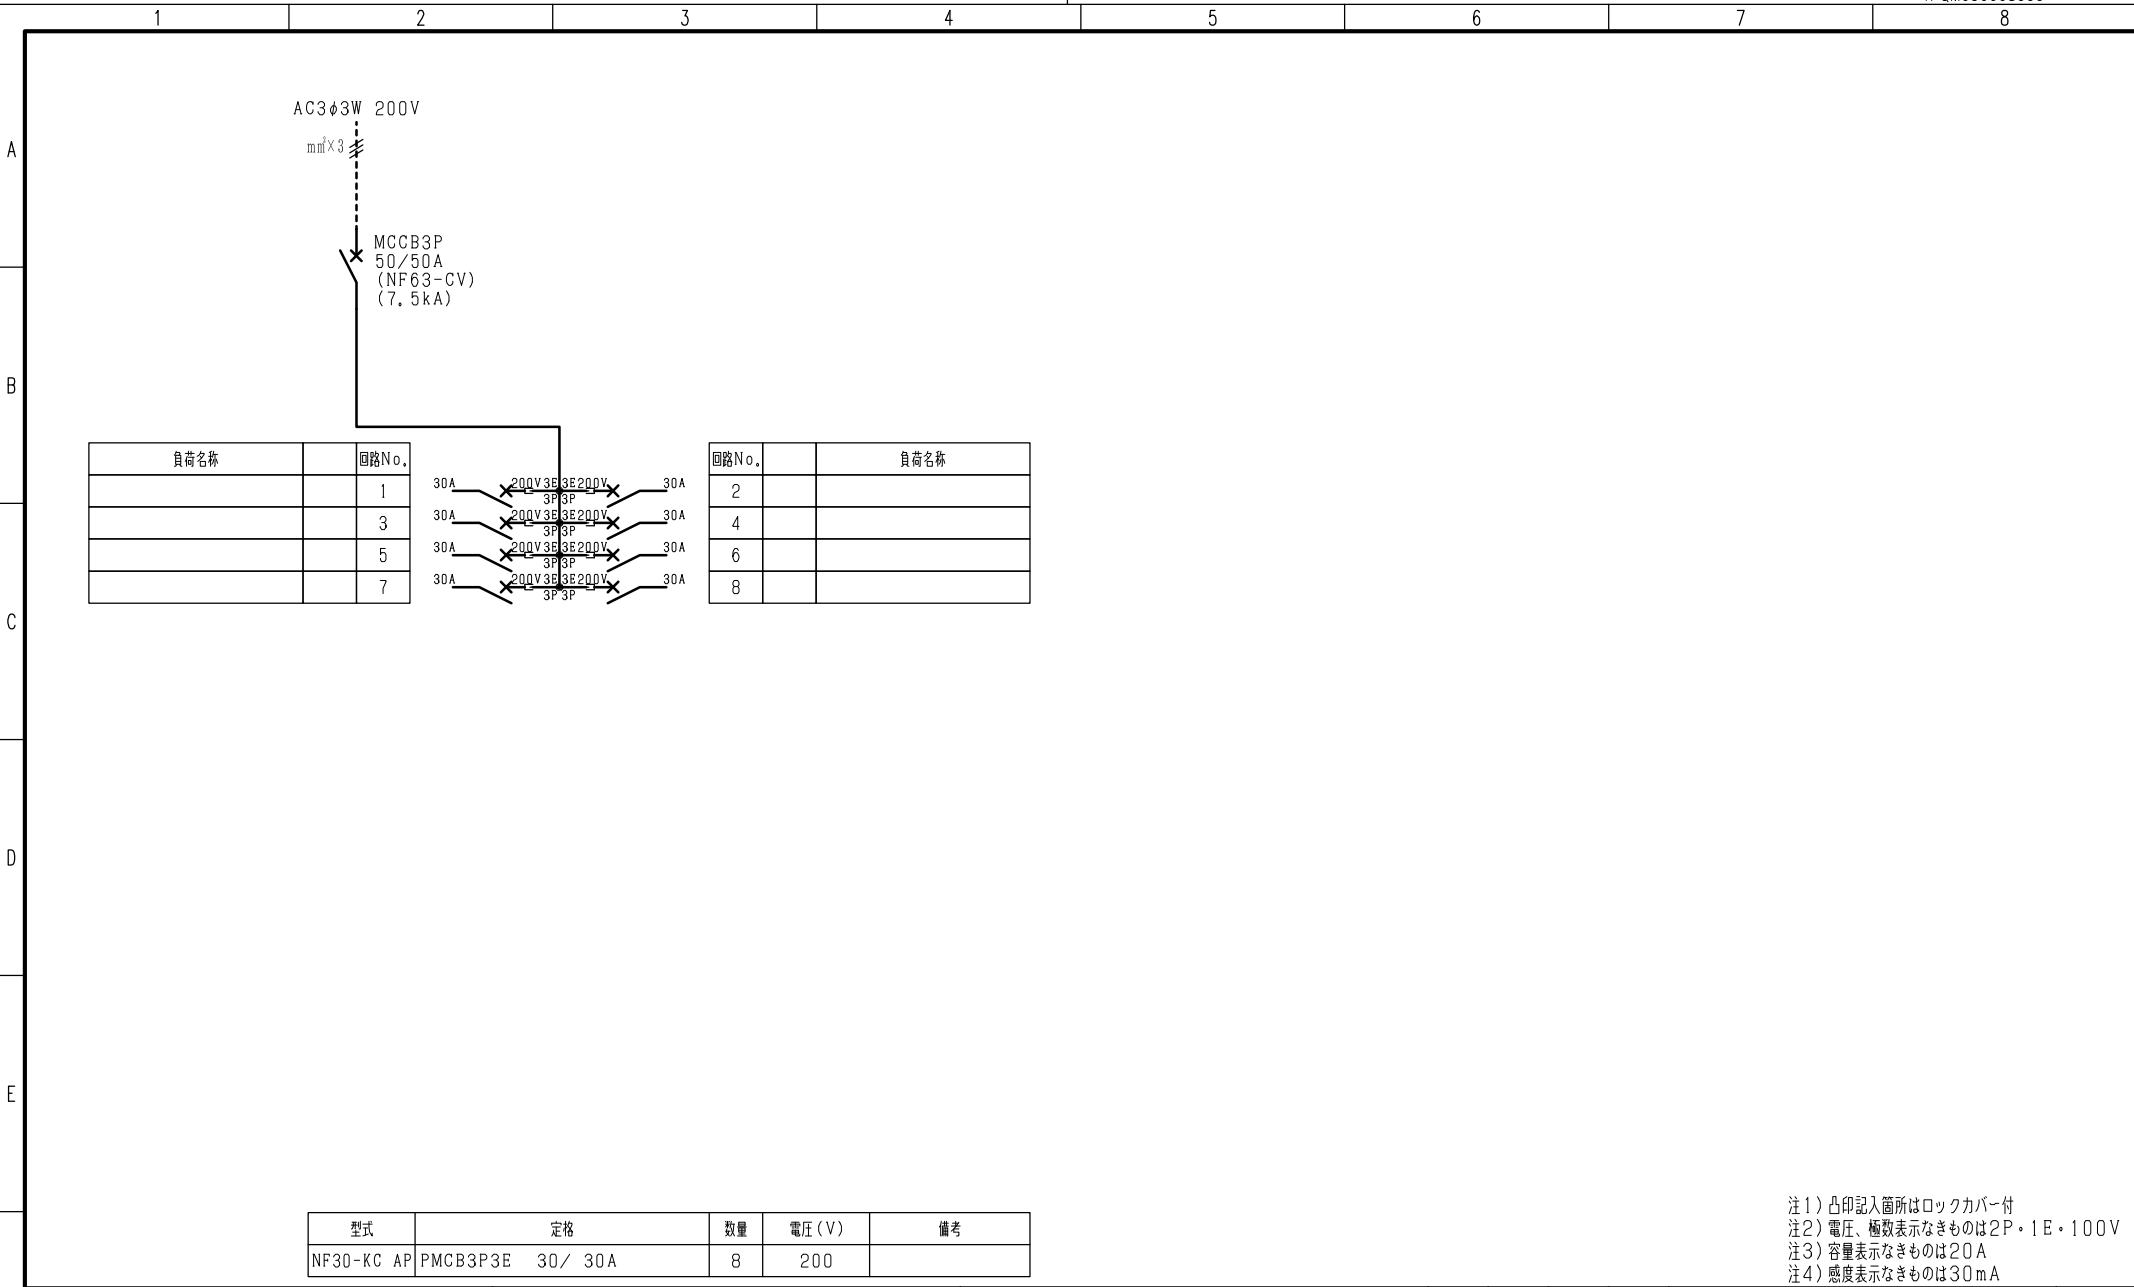 1 2 3 4 5 6 7 8
A
B
C
D
E
AC3φ3W 200V
mm²×3
MCCB3P
50/50A
(NF63-CV)
(7.5kA)
負荷名称 回路No. 回路No. 負荷名称
1 30A 200V 3E 3E 200V 30A 2
3P 3P
3 30A 200V 3E 3E 200V 30A 4
3P 3P
5 30A 200V 3E 3E 200V 30A 6
3P 3P
7 30A 200V 3E 3E 200V 30A 8
3P 3P
型式 定格 数量 電圧(V) 備考
NF30-KC AP PMCB3P3E 30/ 30A 8 200
注1)凸印記入箇所はロックカバー付
注2)電圧、極数表示なきものは2P・1E・100V
注3)容量表示なきものは20A
注4)感度表示なきものは30mA